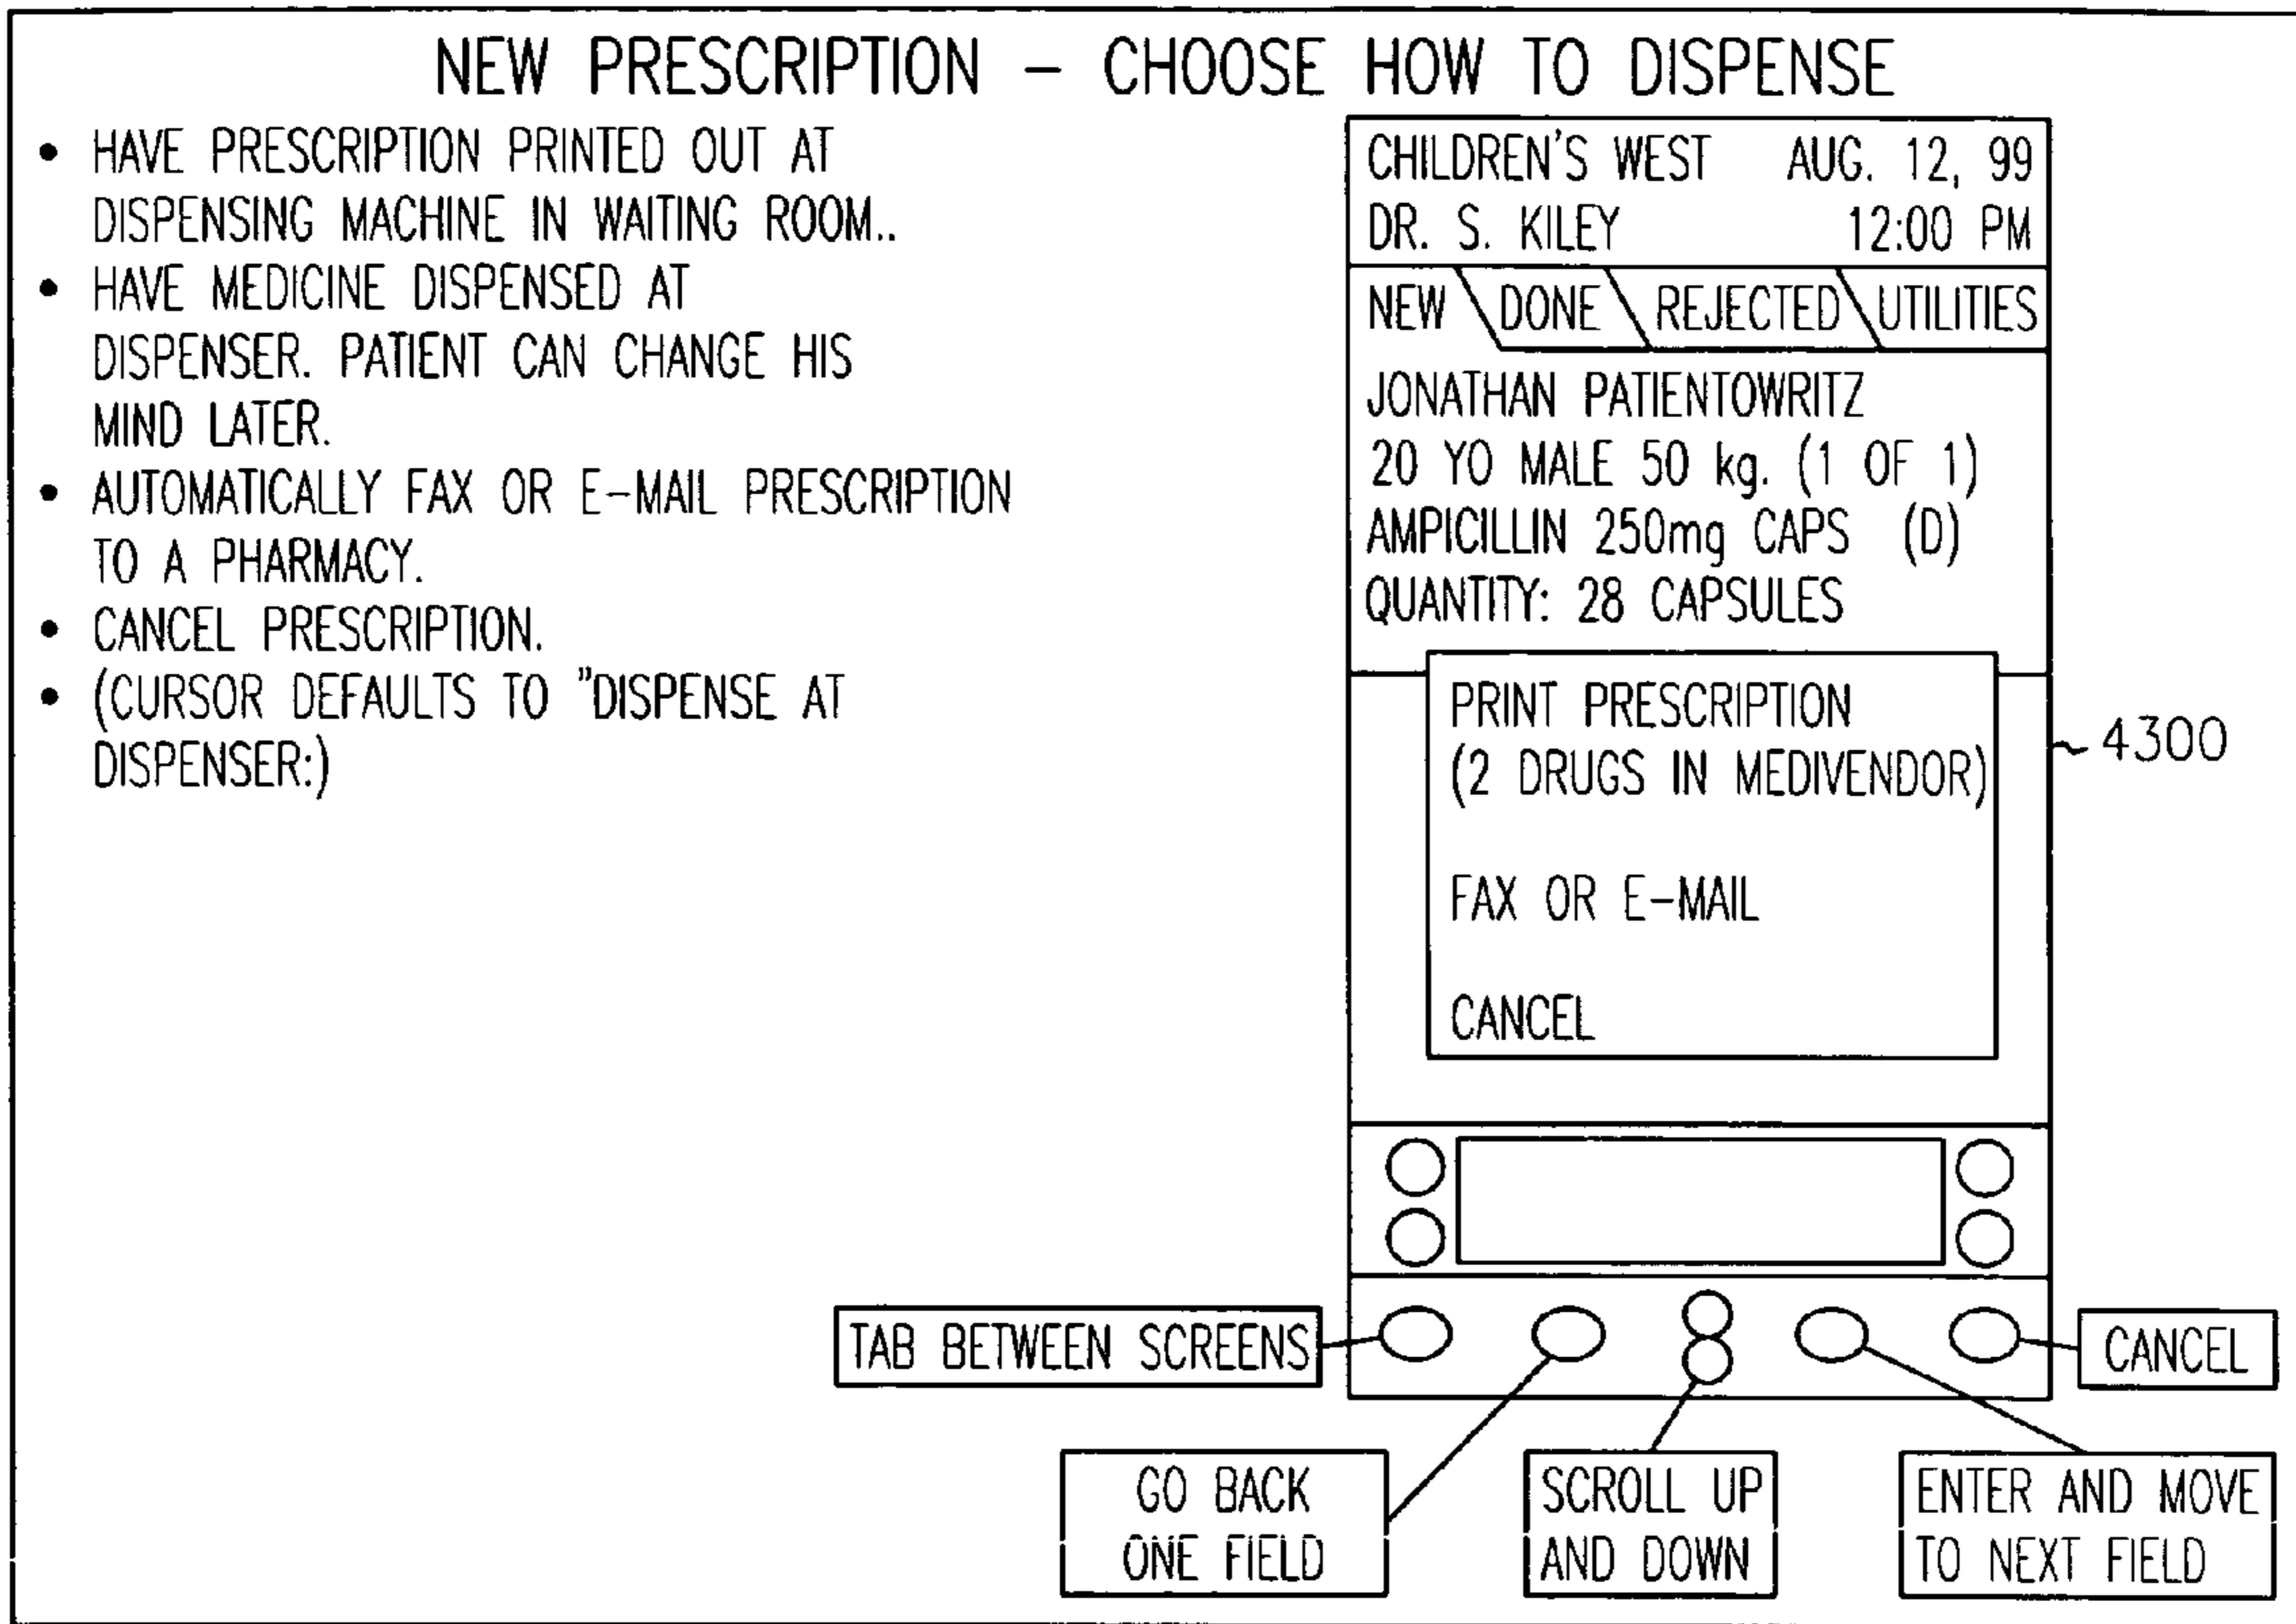 NEW PRESCRIPTION – CHOOSE HOW TO DISPENSE
• HAVE PRESCRIPTION PRINTED OUT AT
DISPENSING MACHINE IN WAITING ROOM..
• HAVE MEDICINE DISPENSED AT
DISPENSER. PATIENT CAN CHANGE HIS
MIND LATER.
• AUTOMATICALLY FAX OR E-MAIL PRESCRIPTION
TO A PHARMACY.
• CANCEL PRESCRIPTION.
• (CURSOR DEFAULTS TO "DISPENSE AT
DISPENSER:)
CHILDREN'S WEST AUG. 12, 99
DR. S. KILEY 12:00 PM
NEW DONE REJECTED UTILITIES
JONATHAN PATIENTOWRITZ
20 YO MALE 50 kg. (1 OF 1)
AMPICILLIN 250mg CAPS (D)
QUANTITY: 28 CAPSULES
PRINT PRESCRIPTION
(2 DRUGS IN MEDIVENDOR)
FAX OR E-MAIL
CANCEL
4300
TAB BETWEEN SCREENS
CANCEL
GO BACK
ONE FIELD
SCROLL UP
AND DOWN
ENTER AND MOVE
TO NEXT FIELD